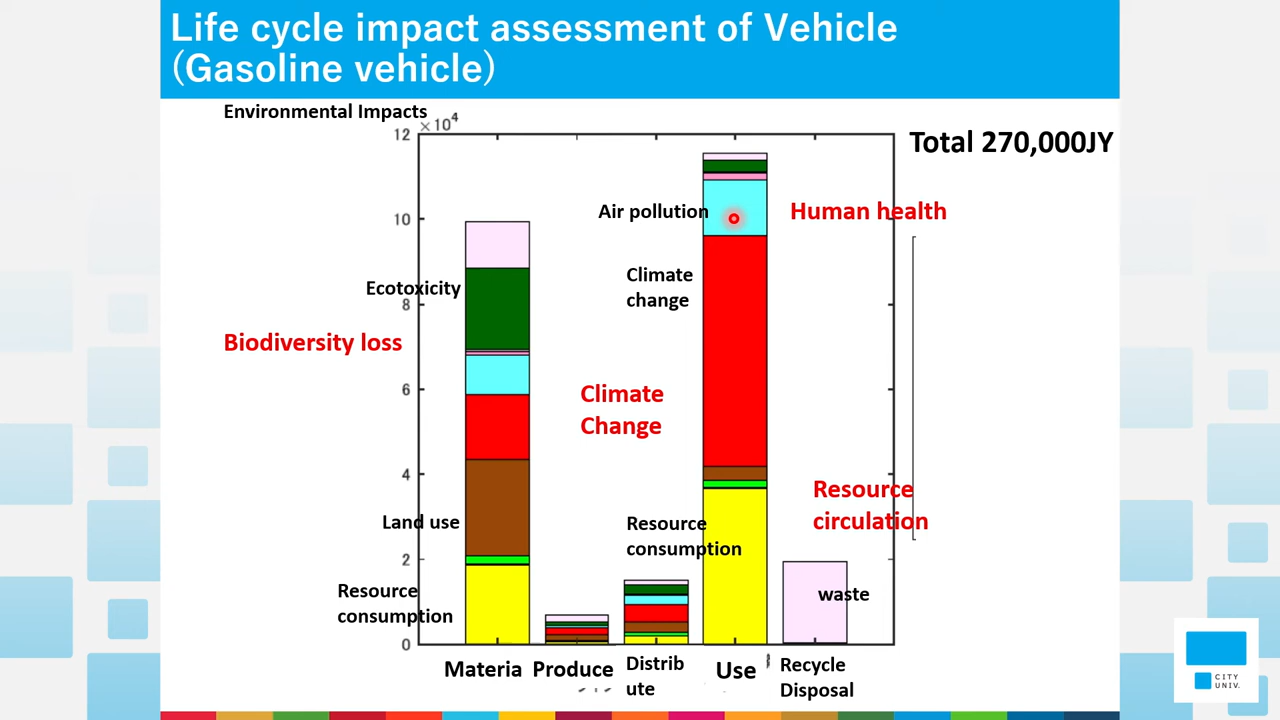 Life cycle impact assessment of Vehicle
(Gasoline vehicle)
Environmental Impacts
×10⁴
Total 270,000JY
12
10
8
6
4
2
0
Air pollution
Human health
Climate
change
Ecotoxicity
Biodiversity loss
Climate
Change
Resource
circulation
Land use
Resource
consumption
Resource
consumption
waste
Materia
Produce
Distrib
ute
Use
Recycle
Disposal
CITY
UNIV.